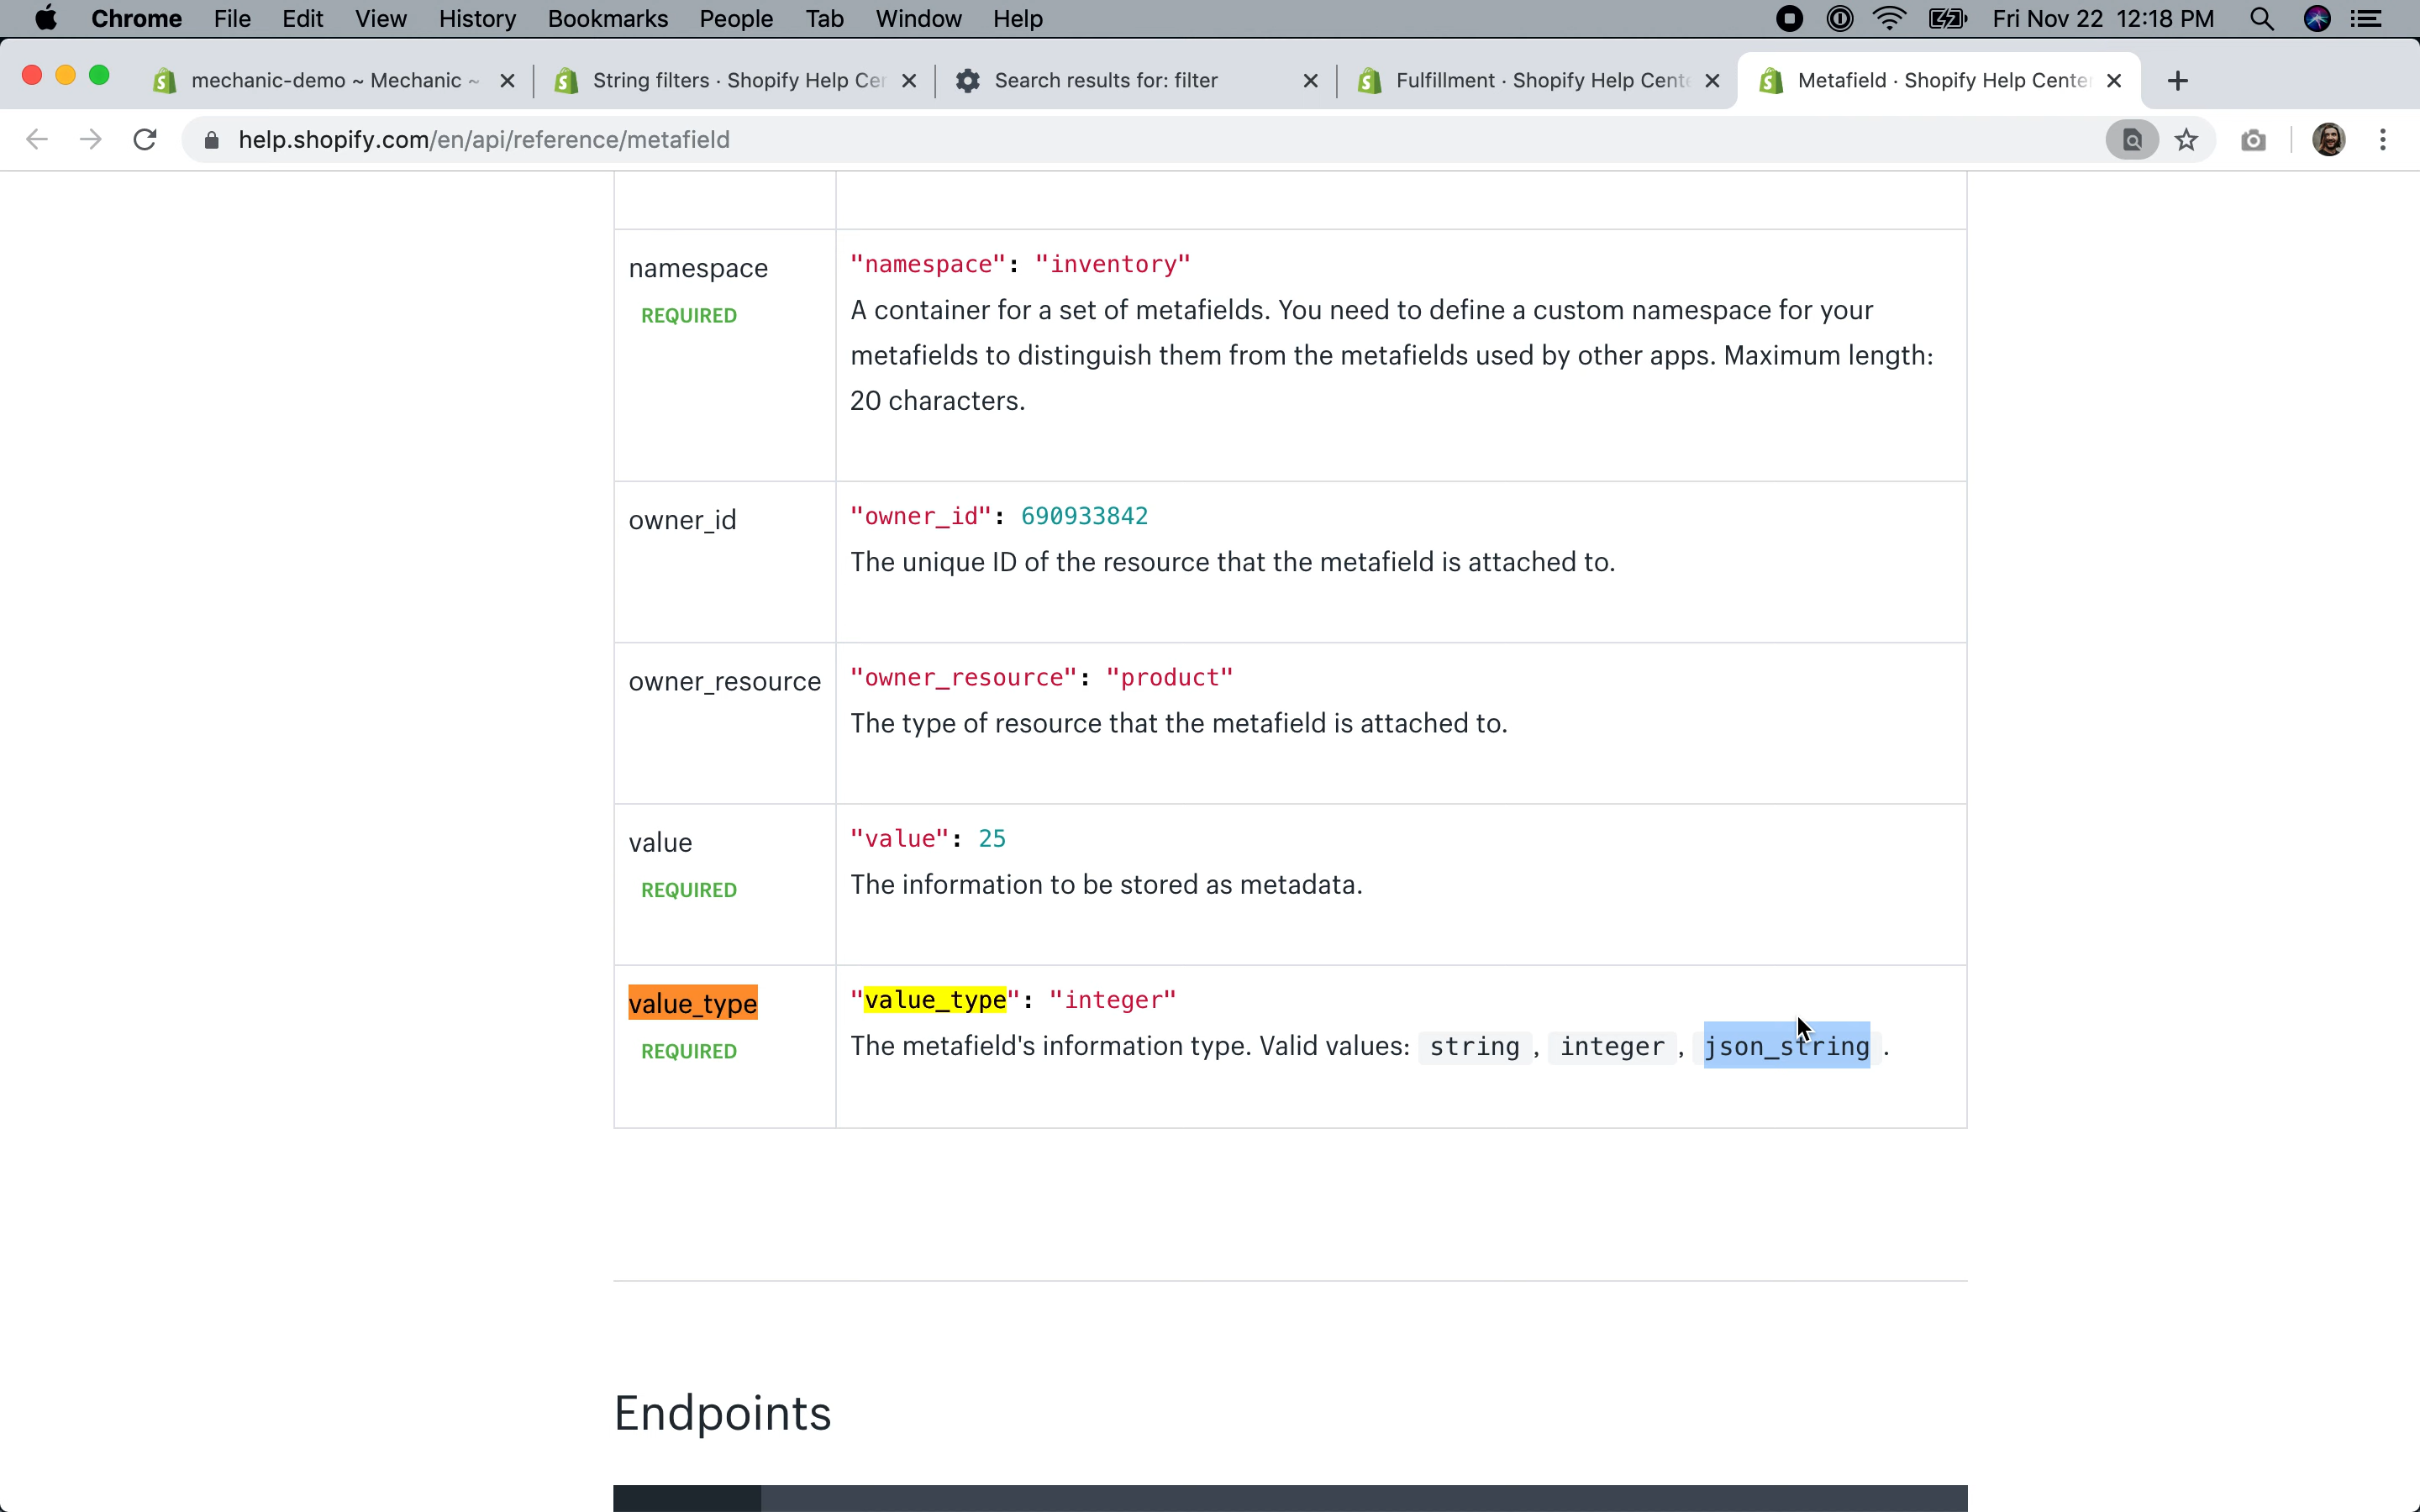 Chrome File Edit View History Bookmarks People Tab Window Help Fri Nov 22 12:18 PM
mechanic-demo ~ Mechanic ~ String filters · Shopify Help Cer Search results for: filter Fulfillment · Shopify Help Cente Metafield · Shopify Help Center
help.shopify.com/en/api/reference/metafield
namespace "namespace": "inventory"
REQUIRED A container for a set of metafields. You need to define a custom namespace for your
metafields to distinguish them from the metafields used by other apps. Maximum length:
20 characters.
owner_id "owner_id": 690933842
The unique ID of the resource that the metafield is attached to.
owner_resource "owner_resource": "product"
The type of resource that the metafield is attached to.
value "value": 25
REQUIRED The information to be stored as metadata.
value_type "value_type": "integer"
REQUIRED The metafield's information type. Valid values: string , integer , json_string .
Endpoints